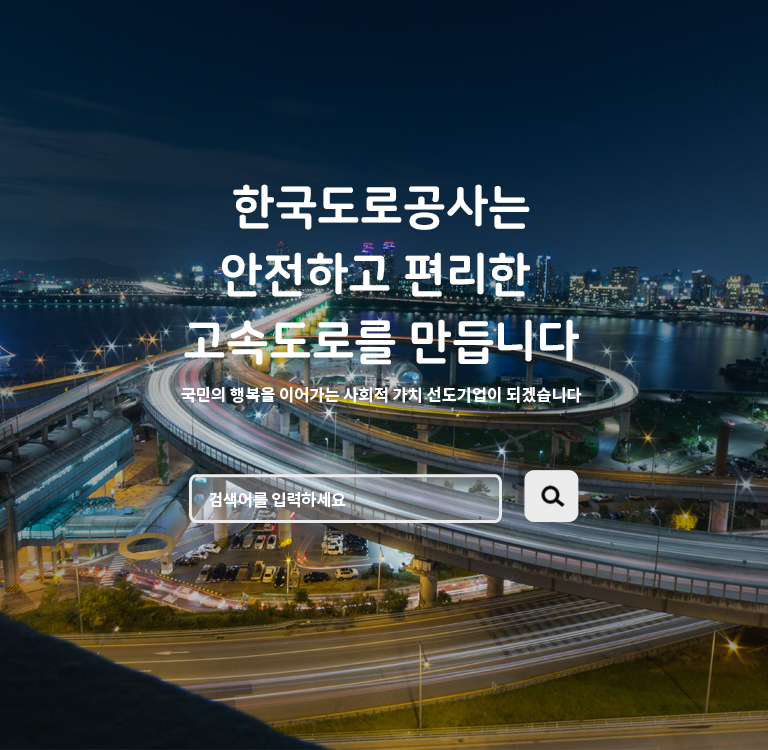 한국도로공사는
안전하고 편리한
고속도로를 만듭니다
국민의 행복을 이어가는 사회적 가치 선도기업이 되겠습니다
검색어를 입력하세요